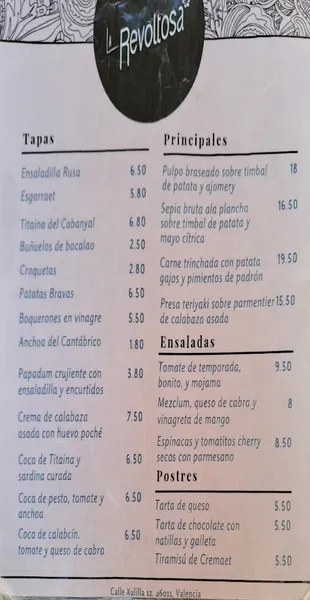 La
Revoltosa
Tapas
Ensaladilla Rusa 6.50
Esgarraet 5.80
Titaina del Cabanyal 6.80
Buñuelos de bacalao 2.50
Croquetas 2.80
Patatas Bravas 6.50
Boquerones en vinagre 5.50
Anchoa del Cantábrico 1.80
Papadum crujiente con 3.80
ensaladilla y encurtidos
Crema de calabaza 7.50
asada con huevo poché
Coca de Titaina y 6.50
sardina curada
Coca de pesto, tomate y 6.50
anchoa
Coca de calabcín. 6.50
tomate y queso de cabra
Principales
Pulpo braseado sobre timbal 18
de patata y ajomery
Sepia bruta ala plancha 16.50
sobre timbal de patata y
mayo cítrica
Carne trinchada con patata 19.50
gajos y pimientos de padrón
Presa teriyaki sobre parmentier 15.50
de calabaza asada
Ensaladas
Tomate de temporada, 9.50
bonito, y mojama
Mezclum, queso de cabra y 8
vinagreta de mango
Espinacas y tomatitos cherry 8.50
secos con parmesano
Postres
Tarta de queso 5.50
Tarta de chocolate con 5.50
natillas y galleta
Tiramisú de Cremaet 5.50
Calle Xulilla 12, 46011, Valencia